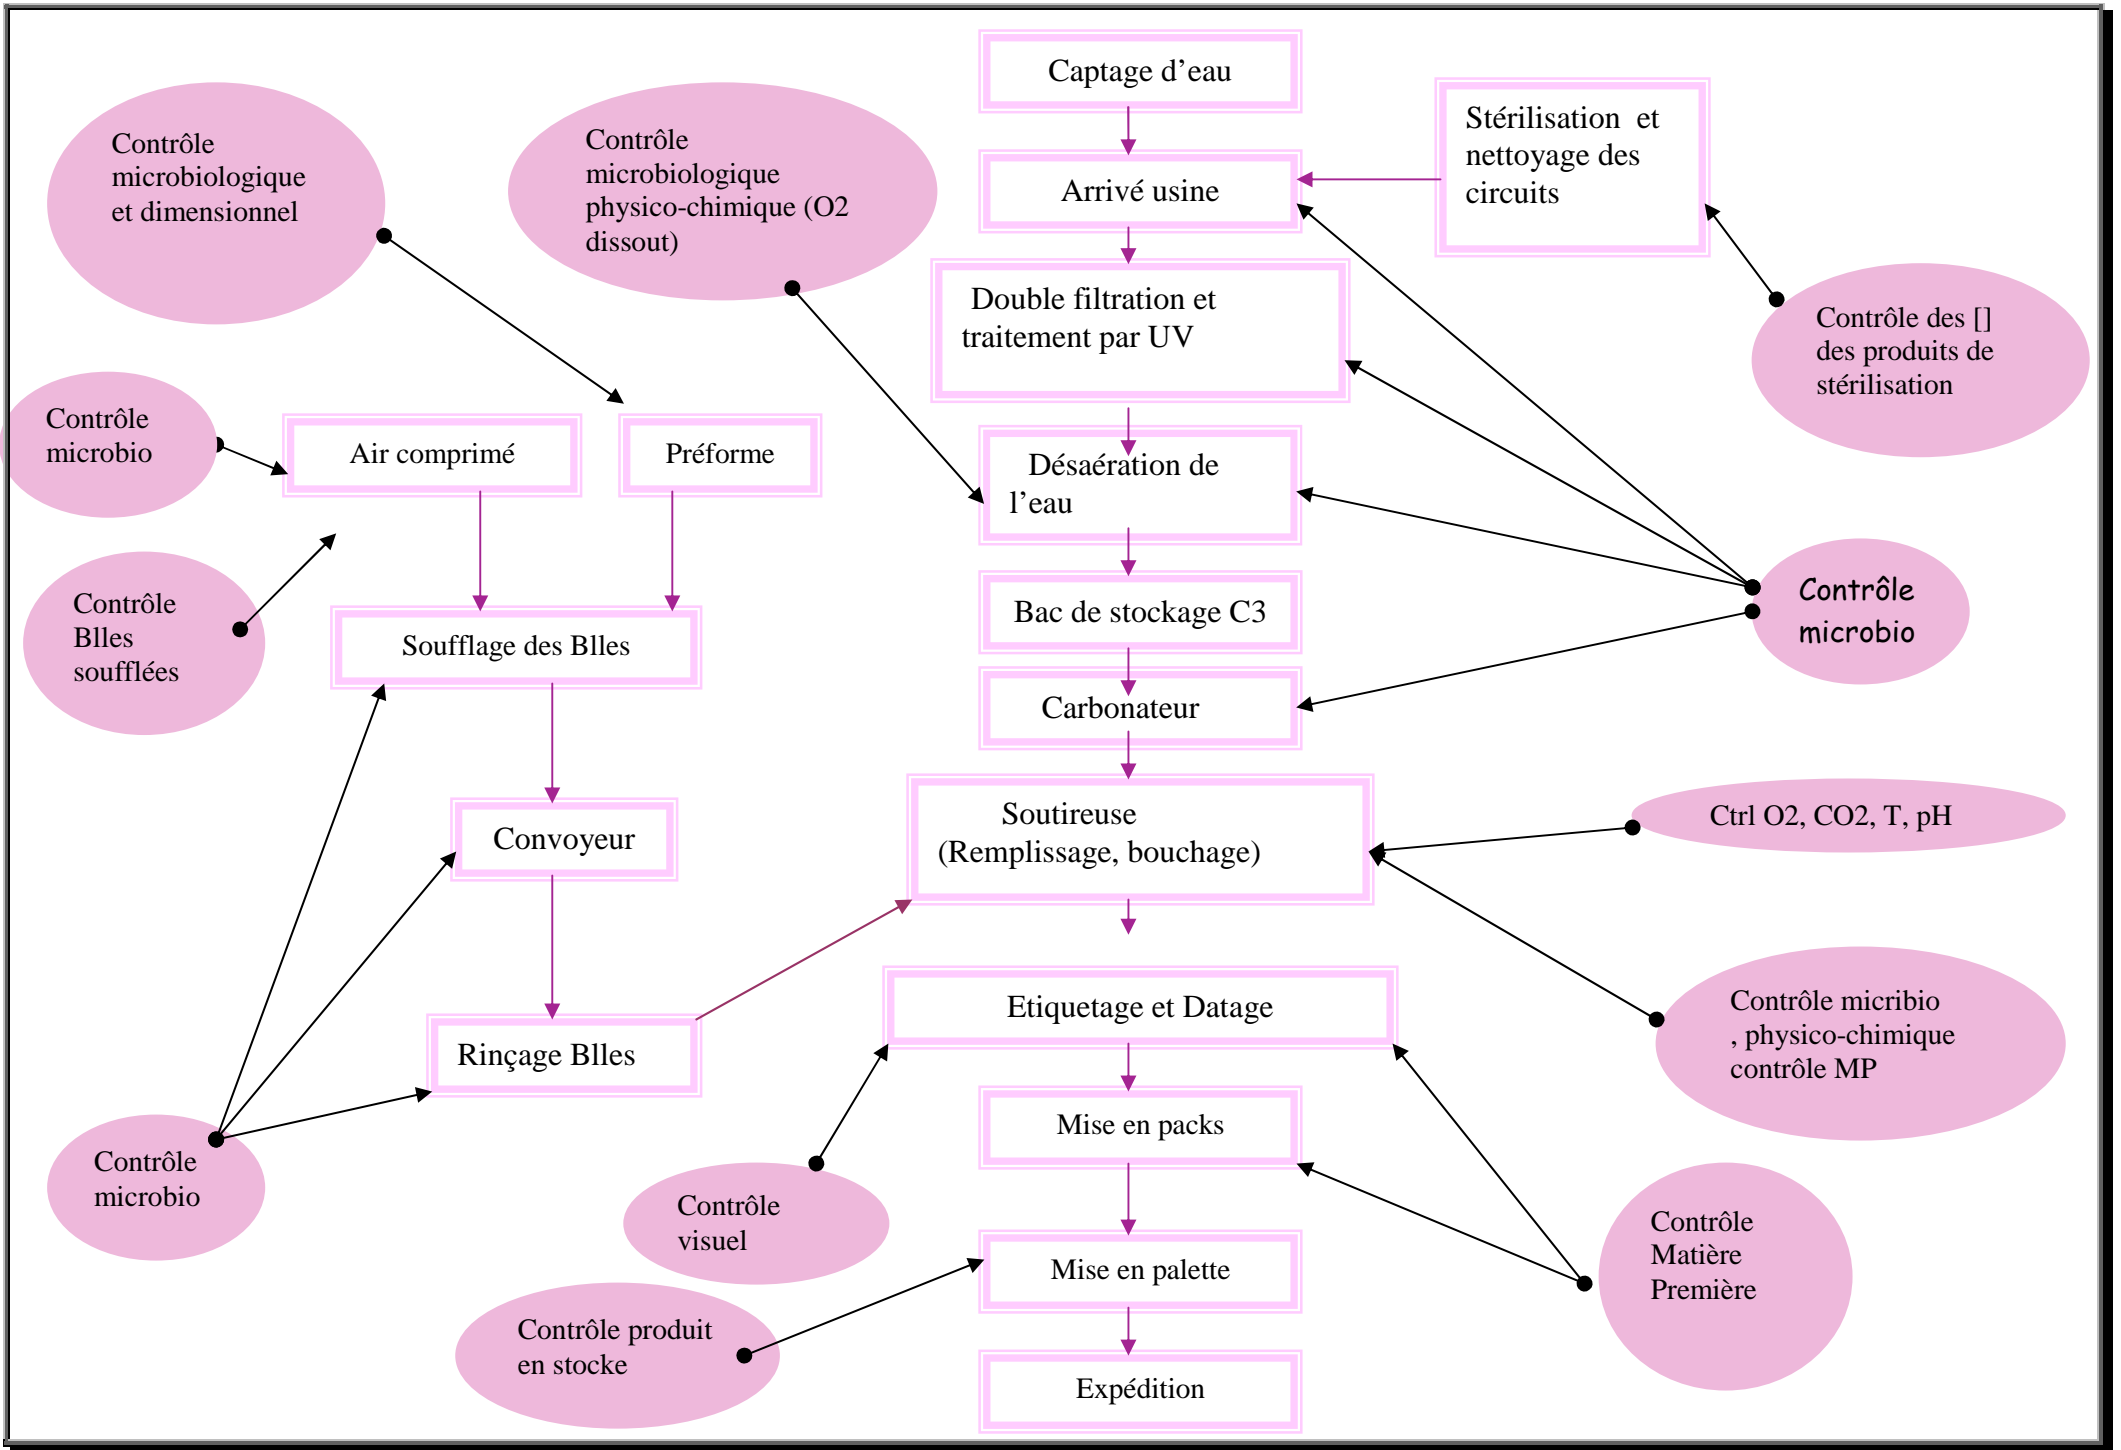 Captage d’eau
Stérilisation et
nettoyage des
circuits
Contrôle
microbiologique
et dimensionnel
Contrôle
microbiologique
physico-chimique (O2
dissout)
Arrivé usine
Double filtration et
traitement par UV
Contrôle des []
des produits de
stérilisation
Contrôle
microbio
Air comprimé
Préforme
Désaération de
l’eau
Contrôle
Blles
soufflées
Soufflage des Blles
Bac de stockage C3
Contrôle
microbio
Carbonateur
Convoyeur
Soutireuse
(Remplissage, bouchage)
Ctrl O2, CO2, T, pH
Etiquetage et Datage
Contrôle micribio
, physico-chimique
contrôle MP
Rinçage Blles
Mise en packs
Contrôle
microbio
Contrôle
visuel
Contrôle
Matière
Première
Mise en palette
Contrôle produit
en stocke
Expédition